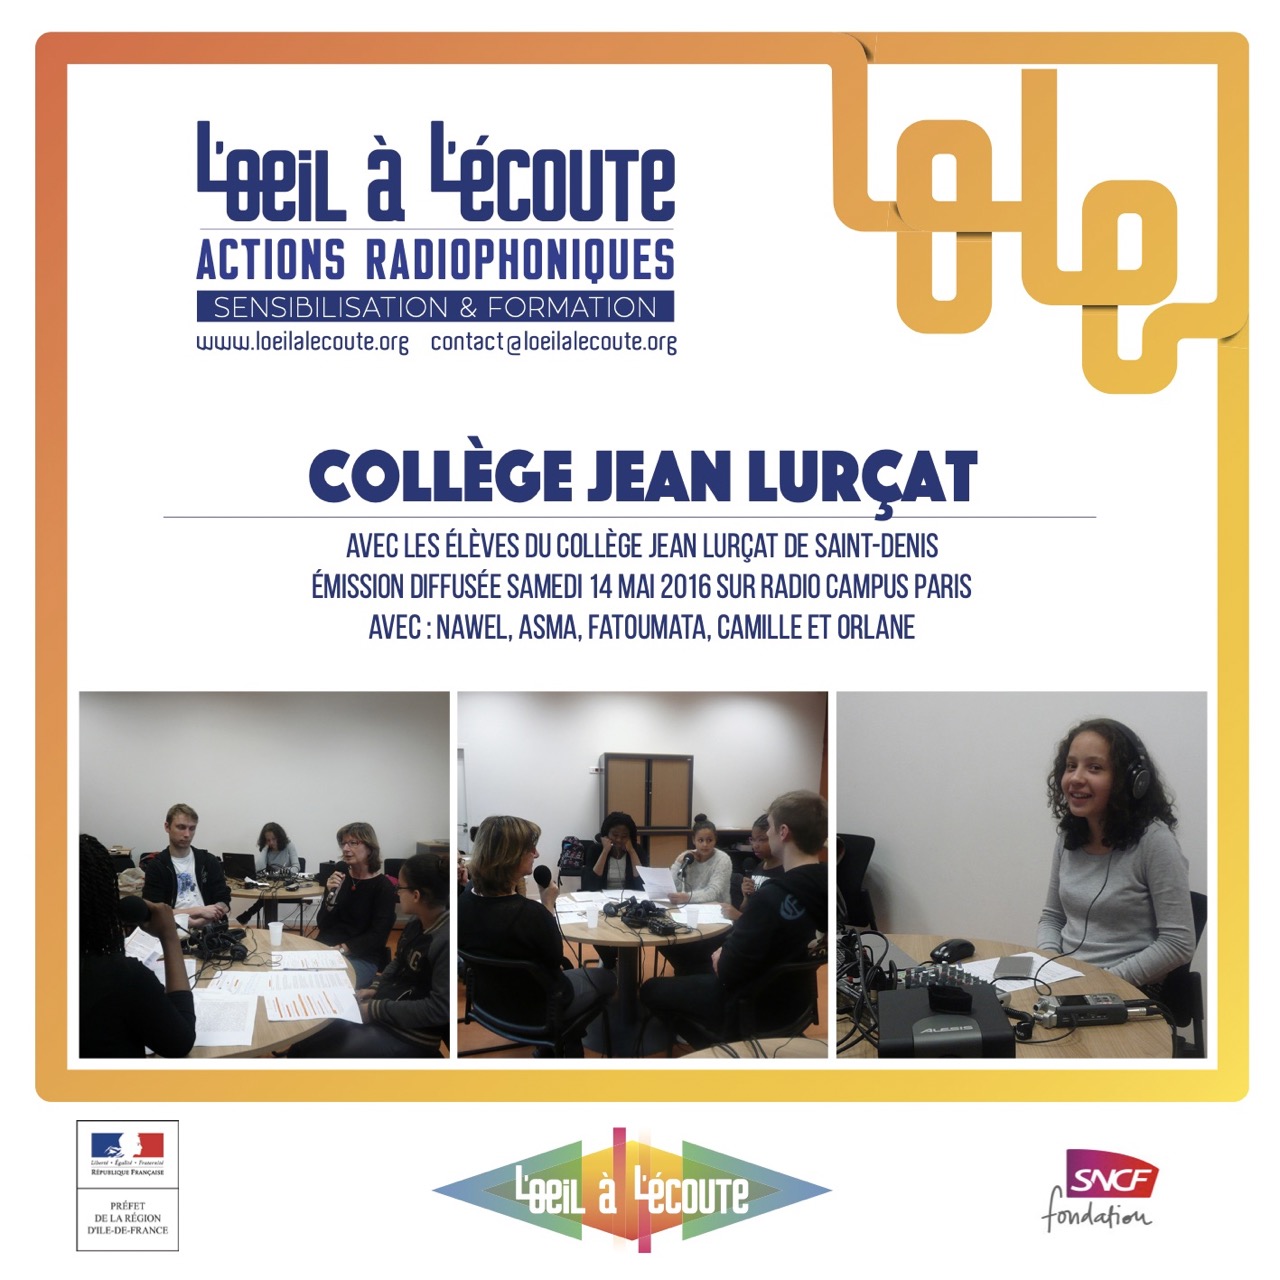 L'oeil à L'écoute
ACTIONS RADIOPHONIQUES
SENSIBILISATION & FORMATION
www.loeilalecoute.org contact@loeilalecoute.org
COLLÈGE JEAN LURÇAT
AVEC LES ÉLÈVES DU COLLÈGE JEAN LURÇAT DE SAINT-DENIS
ÉMISSION DIFFUSÉE SAMEDI 14 MAI 2016 SUR RADIO CAMPUS PARIS
AVEC : NAWEL, ASMA, FATOUMATA, CAMILLE ET ORLANE
ALESIS
Liberté • Égalité • Fraternité
RÉPUBLIQUE FRANÇAISE
PRÉFET
DE LA RÉGION
D'ILE-DE-FRANCE
L'oeil à L'écoute
SNCF
fondation